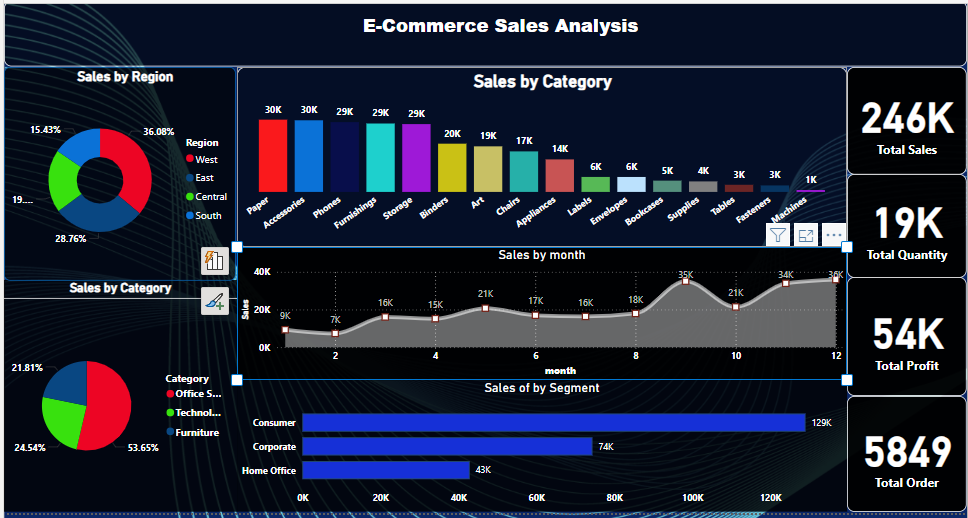 E-Commerce Sales Analysis
Sales by Region
36.08%
28.76%
19....
15.43%
Region
West
East
Central
South
Sales by Category
30K
30K
29K
29K
29K
20K
19K
17K
14K
6K
6K
5K
4K
3K
3K
1K
Paper
Accessories
Phones
Furnishings
Storage
Binders
Art
Chairs
Appliances
Labels
Envelopes
Bookcases
Supplies
Tables
Fasteners
Machines
246K
Total Sales
19K
Total Quantity
54K
Total Profit
5849
Total Order
Sales by month
Sales
40K
20K
0K
9K
7K
16K
15K
21K
17K
16K
18K
35K
21K
34K
36K
2
4
6
8
10
12
month
Sales by Category
21.81%
24.54%
53.65%
Category
Office S...
Technol...
Furniture
Sales of by Segment
Consumer
129K
Corporate
74K
Home Office
43K
0K
20K
40K
60K
80K
100K
120K